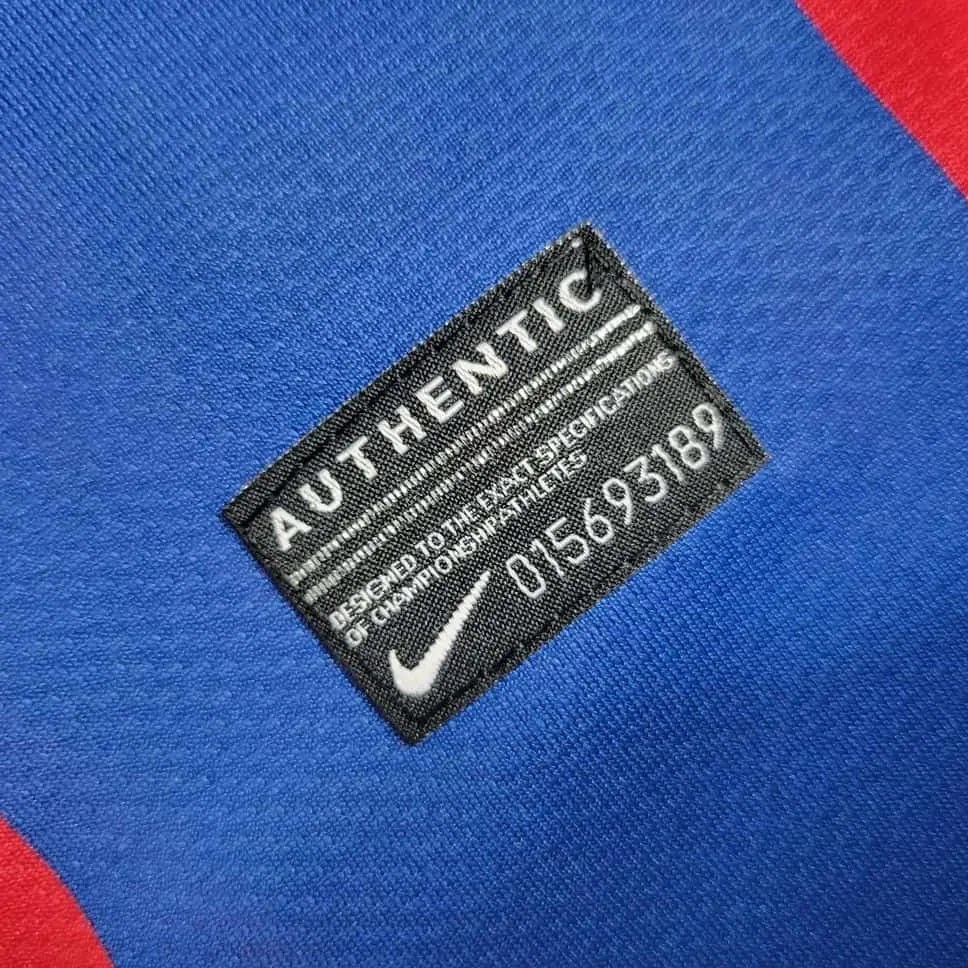 AUTHENTIC
DESIGNED TO THE EXACT SPECIFICATIONS
OF CHAMPIONSHIP ATHLETES
015693189